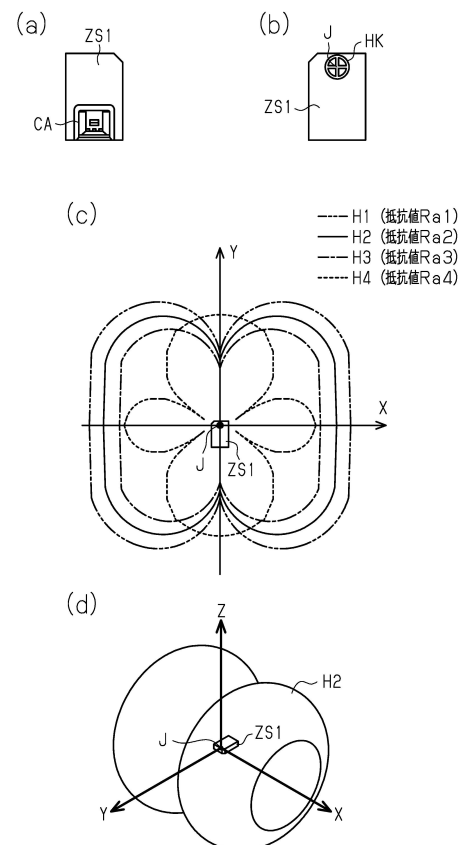 (a)
ZS1
CA
(b)
J
HK
ZS1
(c)
H1 (抵抗値Ra1)
H2 (抵抗値Ra2)
H3 (抵抗値Ra3)
H4 (抵抗値Ra4)
Y
X
J
ZS1
(d)
Z
H2
J
ZS1
Y
X